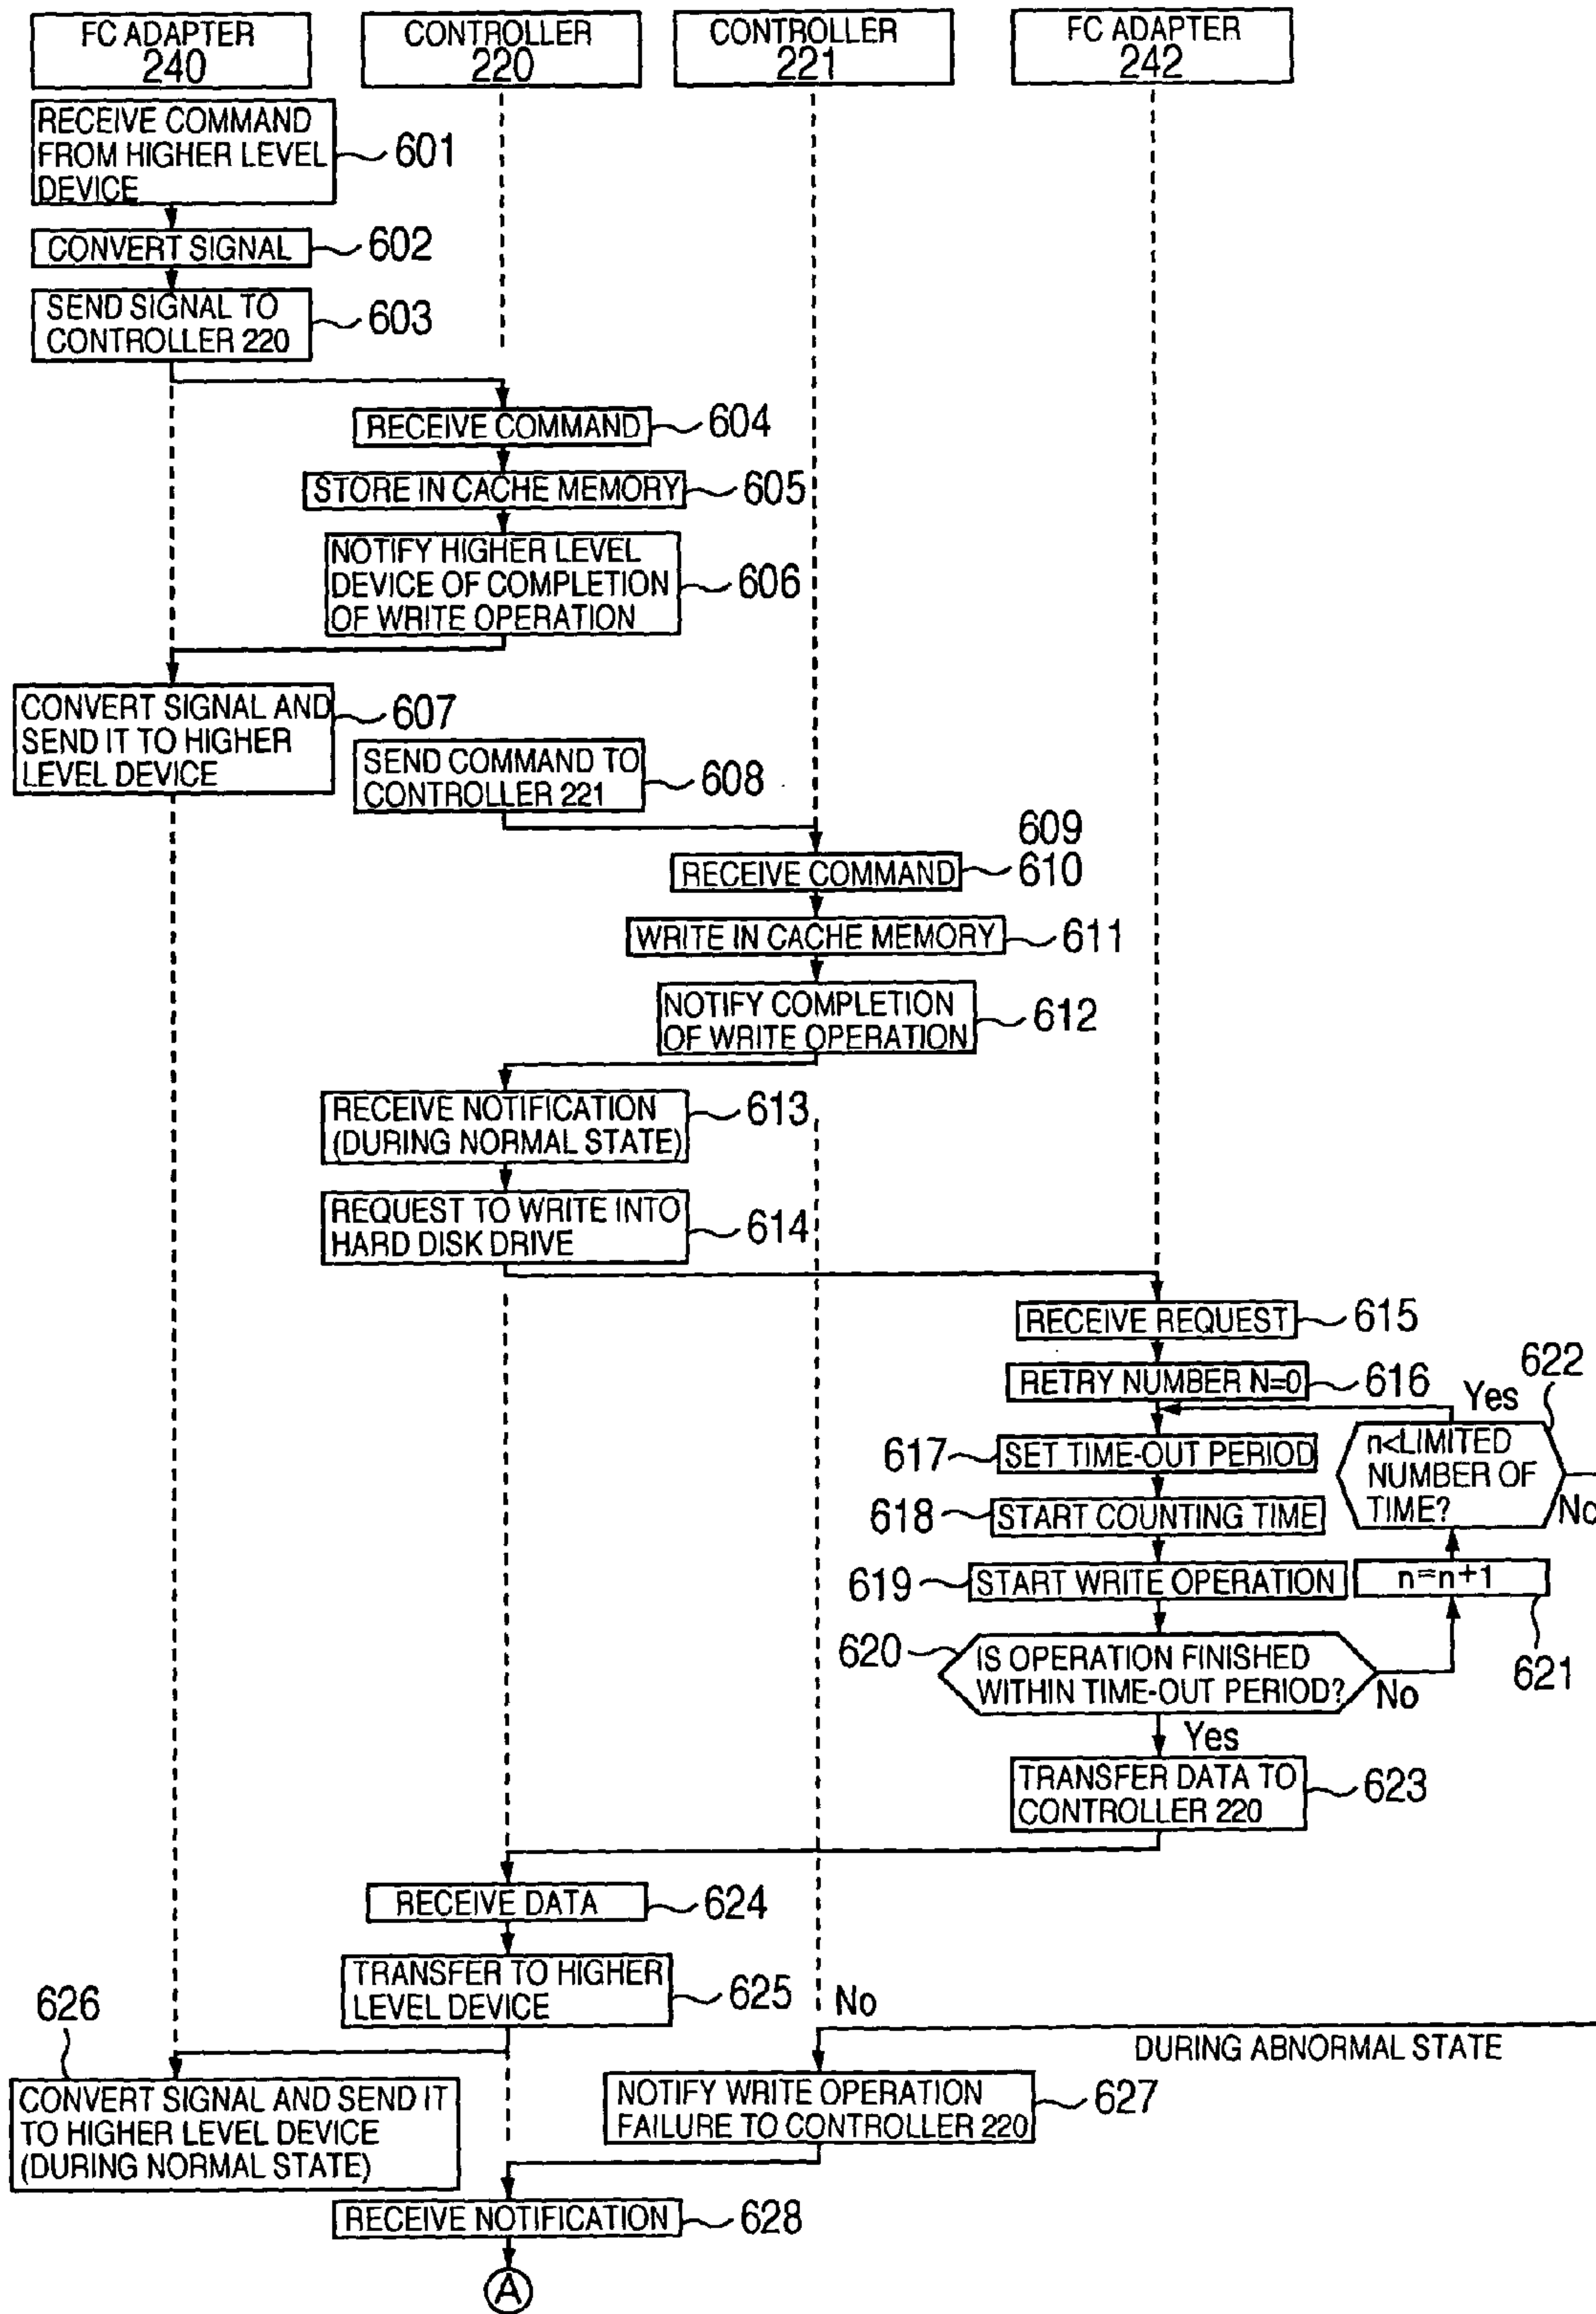 FC ADAPTER
240
CONTROLLER
220
CONTROLLER
221
FC ADAPTER
242
RECEIVE COMMAND
FROM HIGHER LEVEL
DEVICE
601
CONVERT SIGNAL
602
SEND SIGNAL TO
CONTROLLER 220
603
RECEIVE COMMAND
604
STORE IN CACHE MEMORY
605
NOTIFY HIGHER LEVEL
DEVICE OF COMPLETION
OF WRITE OPERATION
606
CONVERT SIGNAL AND
SEND IT TO HIGHER
LEVEL DEVICE
607
SEND COMMAND TO
CONTROLLER 221
608
609
RECEIVE COMMAND
610
WRITE IN CACHE MEMORY
611
NOTIFY COMPLETION
OF WRITE OPERATION
612
RECEIVE NOTIFICATION
(DURING NORMAL STATE)
613
REQUEST TO WRITE INTO
HARD DISK DRIVE
614
RECEIVE REQUEST
615
RETRY NUMBER N=0
616
Yes
622
617
SET TIME-OUT PERIOD
n<LIMITED
NUMBER OF
TIME?
No
618
START COUNTING TIME
619
START WRITE OPERATION
n=n+1
621
620
IS OPERATION FINISHED
WITHIN TIME-OUT PERIOD?
No
Yes
TRANSFER DATA TO
CONTROLLER 220
623
RECEIVE DATA
624
TRANSFER TO HIGHER
LEVEL DEVICE
625
No
DURING ABNORMAL STATE
626
CONVERT SIGNAL AND SEND IT
TO HIGHER LEVEL DEVICE
(DURING NORMAL STATE)
NOTIFY WRITE OPERATION
FAILURE TO CONTROLLER 220
627
RECEIVE NOTIFICATION
628
A